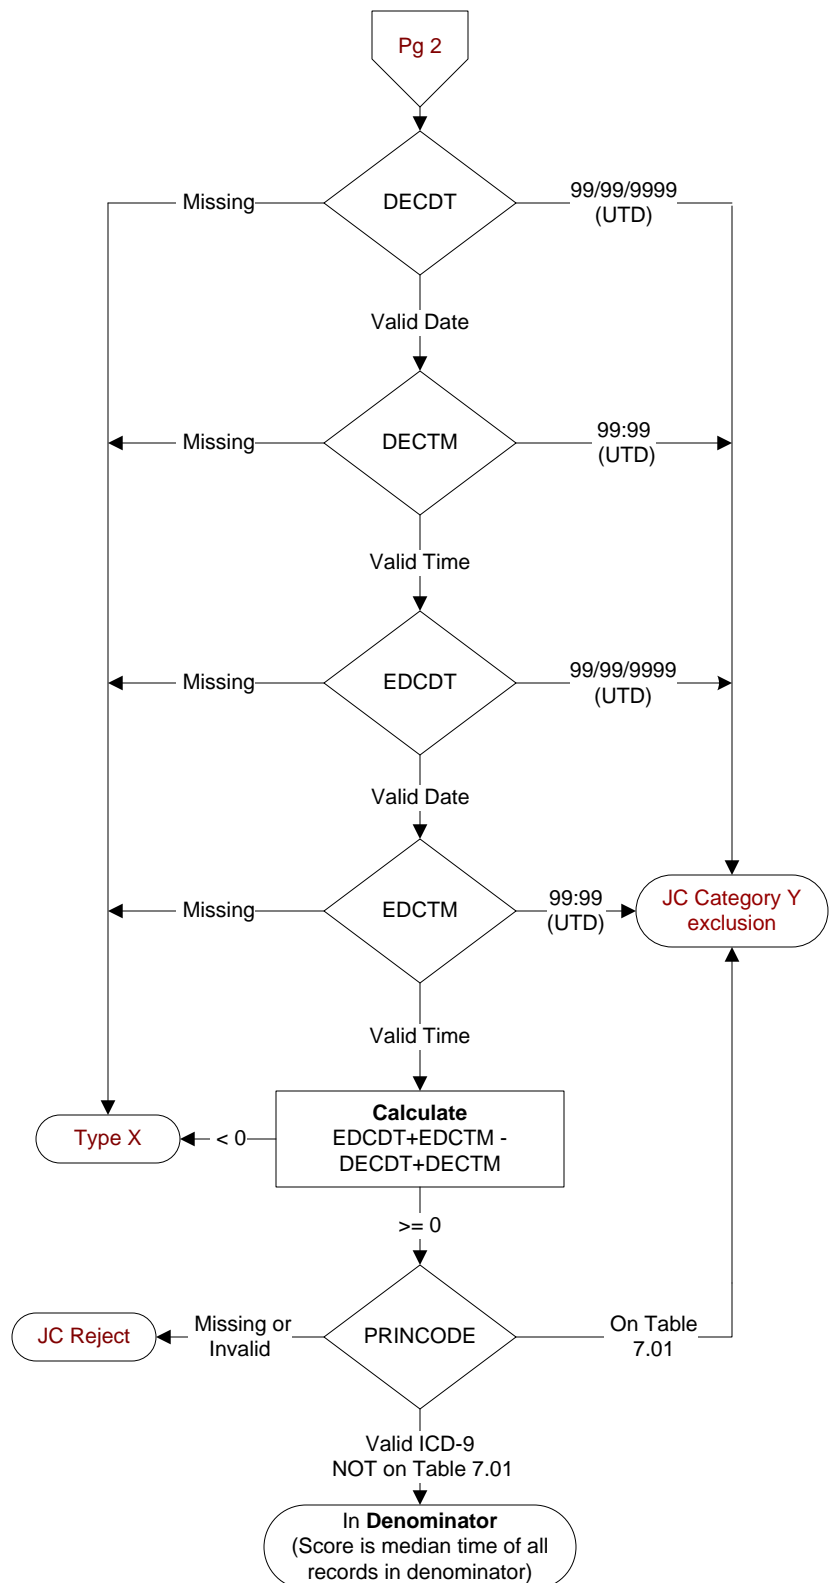 Pg 2
DECDT
Missing
99/99/9999
(UTD)
Valid Date
DECTM
Missing
99:99
(UTD)
Valid Time
EDCDT
Missing
99/99/9999
(UTD)
Valid Date
EDCTM
Missing
99:99
(UTD)
JC Category Y
exclusion
Valid Time
Calculate
EDCDT+EDCTM -
DECDT+DECTM
Type X
< 0
>= 0
PRINCODE
JC Reject
Missing or
Invalid
On Table
7.01
Valid ICD-9
NOT on Table 7.01
In Denominator
(Score is median time of all
records in denominator)